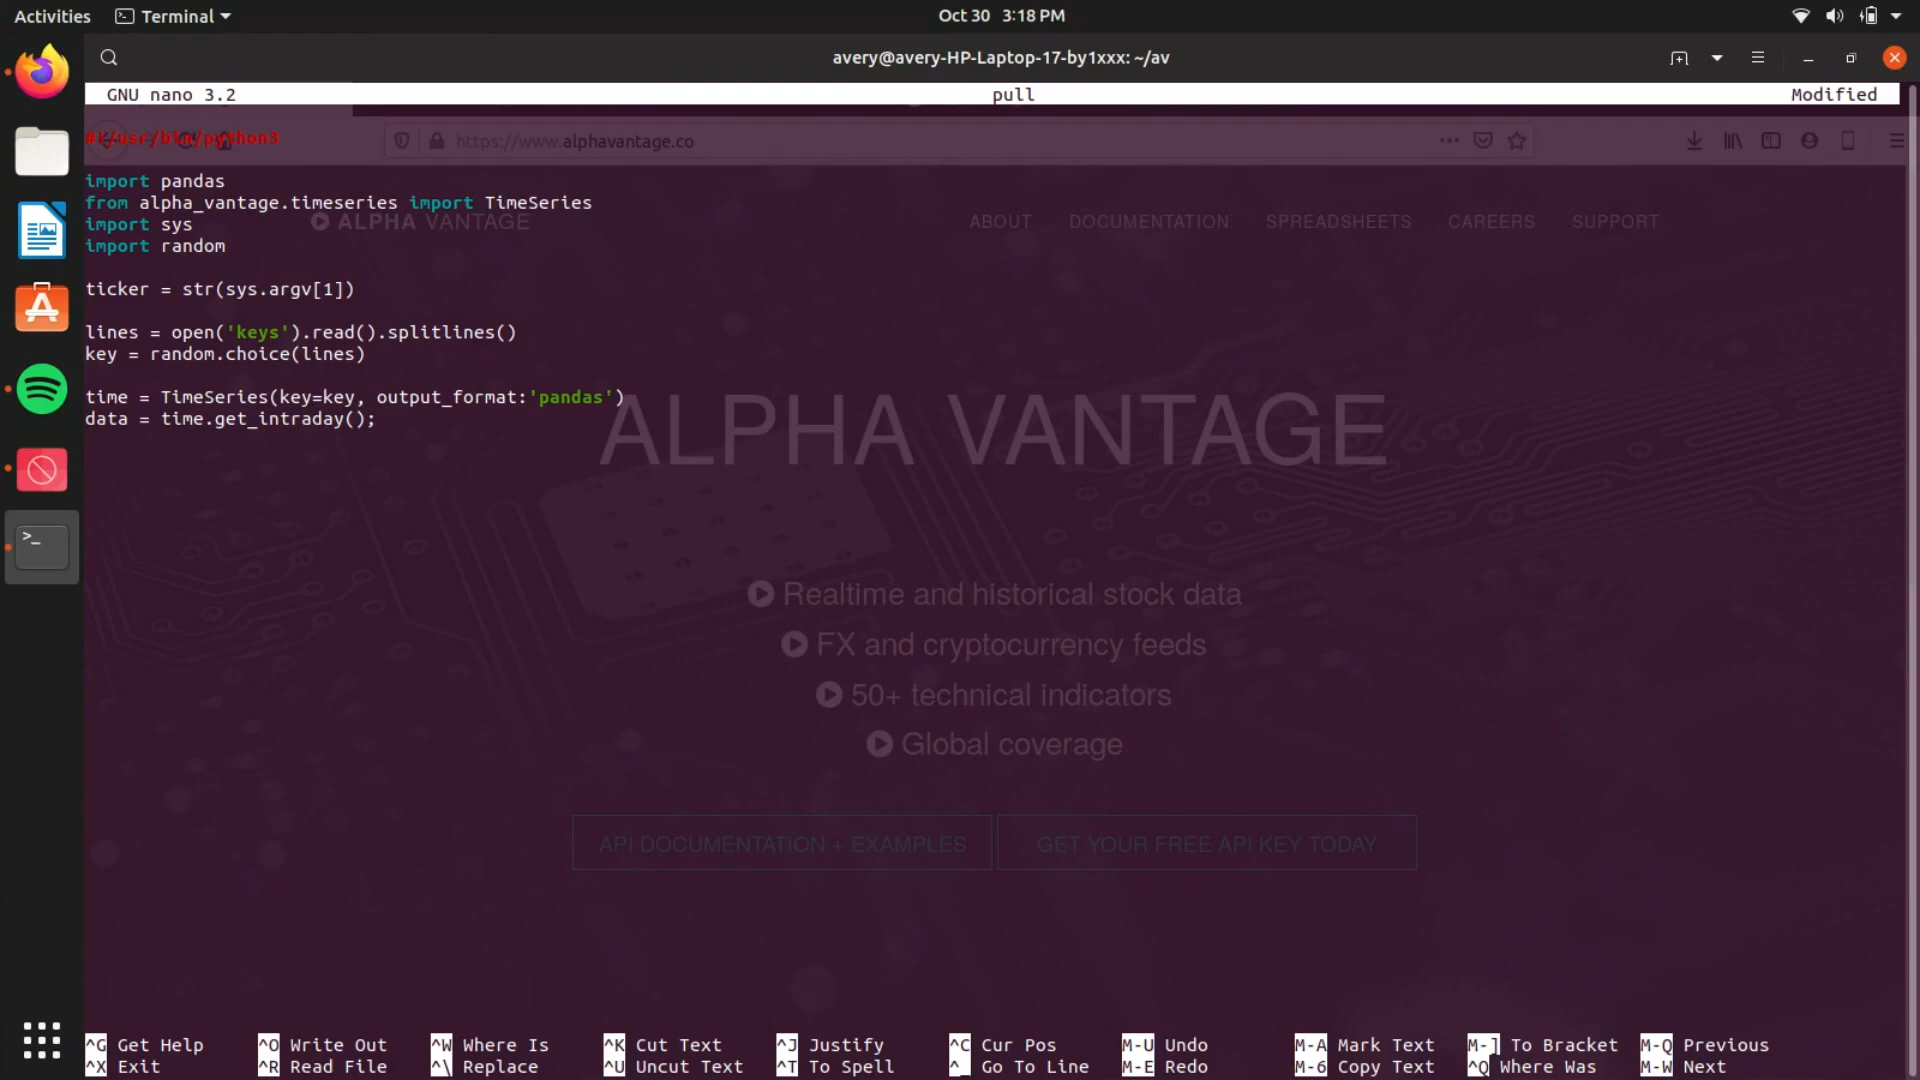 Activities Terminal Oct 30 3:18 PM
avery@avery-HP-Laptop-17-by1xxx: ~/av
GNU nano 3.2 pull Modified
#!/usr/bin/python3
https://www.alphavantage.co
import pandas
from alpha_vantage.timeseries import TimeSeries
import sys
import random
ALPHA VANTAGE ABOUT DOCUMENTATION SPREADSHEETS CAREERS SUPPORT
ticker = str(sys.argv[1])
lines = open('keys').read().splitlines()
key = random.choice(lines)
time = TimeSeries(key=key, output_format:'pandas')
data = time.get_intraday();
ALPHA VANTAGE
Realtime and historical stock data
FX and cryptocurrency feeds
50+ technical indicators
Global coverage
API DOCUMENTATION + EXAMPLES GET YOUR FREE API KEY TODAY
^G Get Help ^O Write Out ^W Where Is ^K Cut Text ^J Justify ^C Cur Pos M-U Undo M-A Mark Text M-] To Bracket M-Q Previous
^X Exit ^R Read File ^\ Replace ^U Uncut Text ^T To Spell ^_ Go To Line M-E Redo M-6 Copy Text ^Q Where Was M-W Next